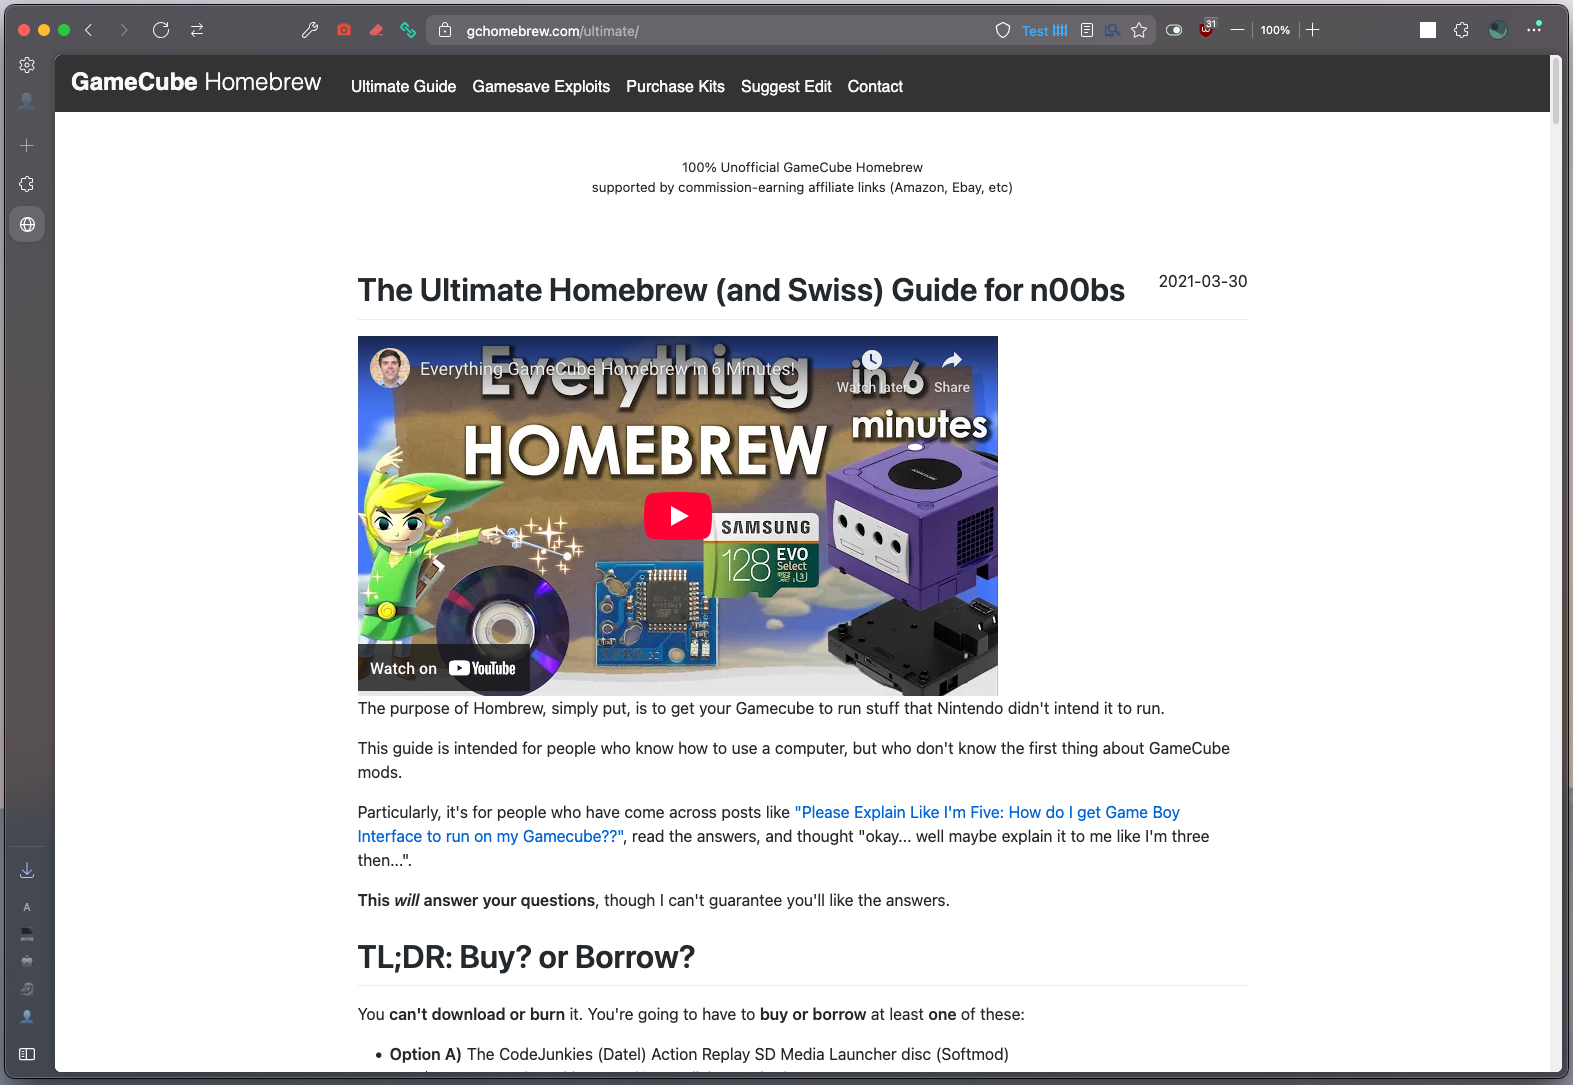 gchomebrew.com/ultimate/
Test
31
100%
GameCube Homebrew
Ultimate Guide
Gamesave Exploits
Purchase Kits
Suggest Edit
Contact
100% Unofficial GameCube Homebrew
supported by commission-earning affiliate links (Amazon, Ebay, etc)
The Ultimate Homebrew (and Swiss) Guide for n00bs
2021-03-30
Everything GameCube Homebrew in 6 Minutes!
Watch later
Share
Everything
in 6
minutes
HOMEBREW
GAMECUBE
SAMSUNG
128 EVO
Select
Watch on YouTube
The purpose of Hombrew, simply put, is to get your Gamecube to run stuff that Nintendo didn't intend it to run.
This guide is intended for people who know how to use a computer, but who don't know the first thing about GameCube
mods.
Particularly, it's for people who have come across posts like "Please Explain Like I'm Five: How do I get Game Boy
Interface to run on my Gamecube??", read the answers, and thought "okay... well maybe explain it to me like I'm three
then...".
This will answer your questions, though I can't guarantee you'll like the answers.
TL;DR: Buy? or Borrow?
You can't download or burn it. You're going to have to buy or borrow at least one of these:
• Option A) The CodeJunkies (Datel) Action Replay SD Media Launcher disc (Softmod)
A